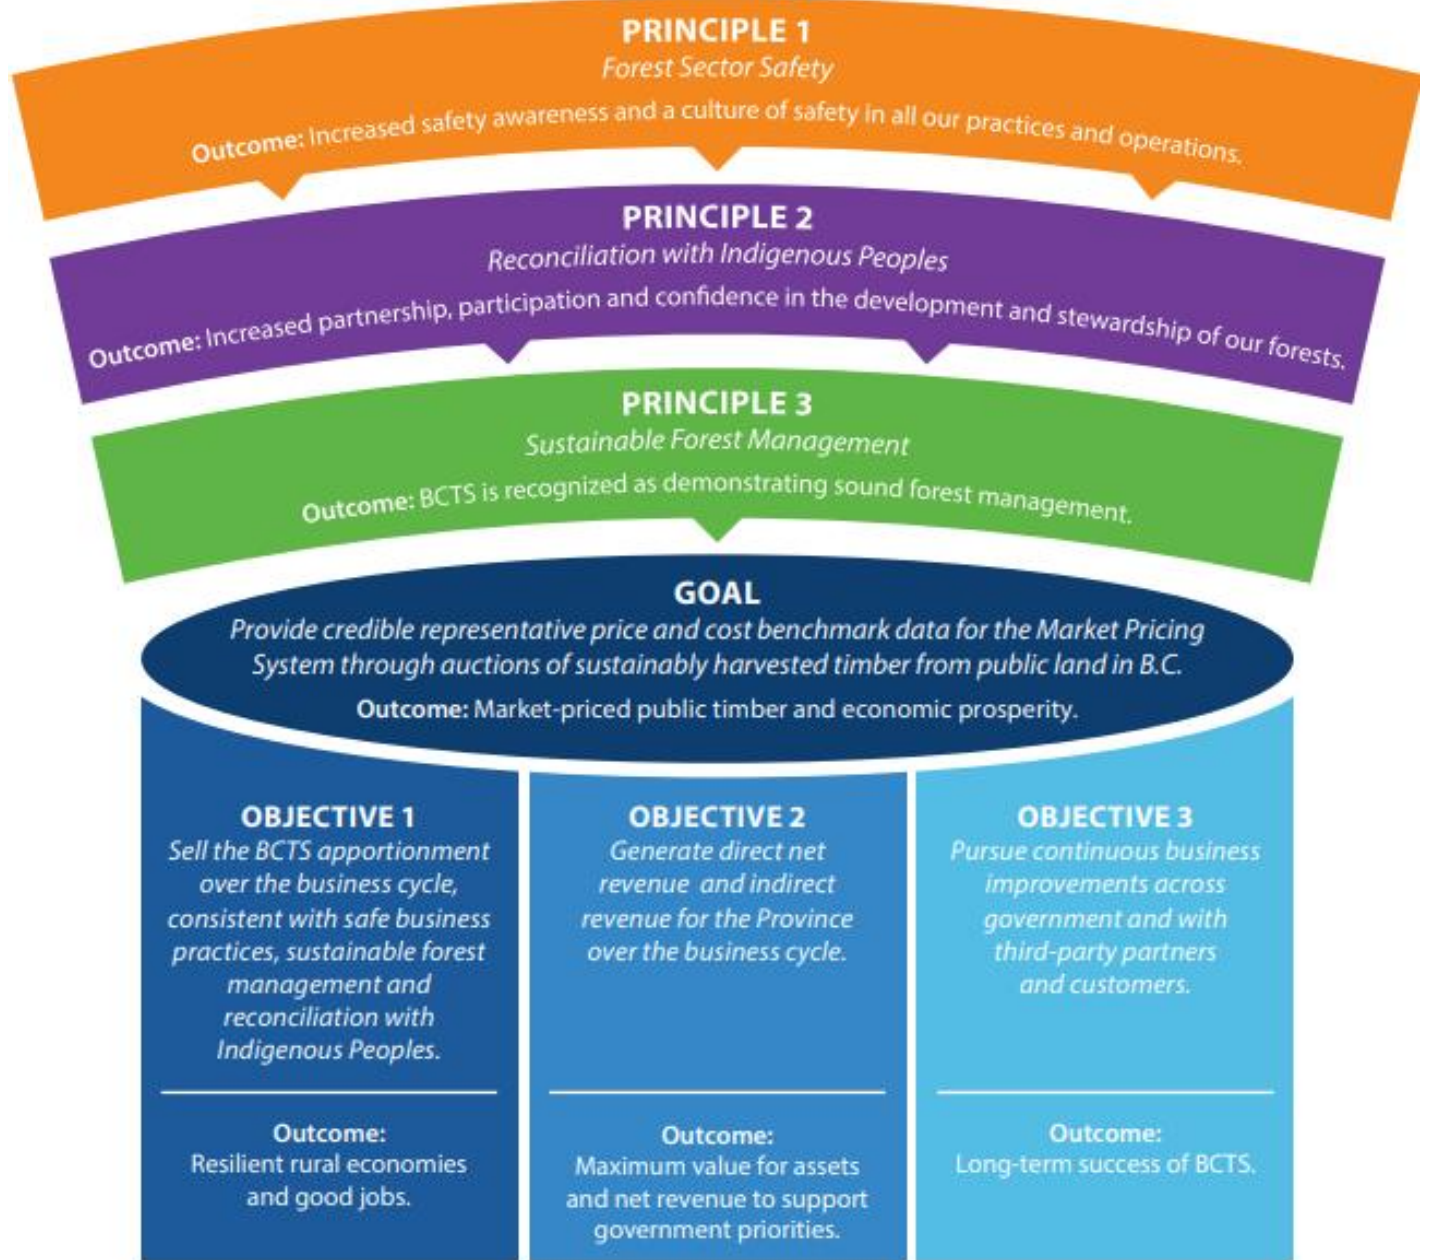 PRINCIPLE 1
Forest Sector Safety
Outcome: Increased safety awareness and a culture of safety in all our practices and operations.
PRINCIPLE 2
Reconciliation with Indigenous Peoples
Outcome: Increased partnership, participation and confidence in the development and stewardship of our forests.
PRINCIPLE 3
Sustainable Forest Management
Outcome: BCTS is recognized as demonstrating sound forest management.
GOAL
Provide credible representative price and cost benchmark data for the Market Pricing
System through auctions of sustainably harvested timber from public land in B.C.
Outcome: Market-priced public timber and economic prosperity.
OBJECTIVE 1
Sell the BCTS apportionment
over the business cycle,
consistent with safe business
practices, sustainable forest
management and
reconciliation with
Indigenous Peoples.
Outcome:
Resilient rural economies
and good jobs.
OBJECTIVE 2
Generate direct net
revenue and indirect
revenue for the Province
over the business cycle.
Outcome:
Maximum value for assets
and net revenue to support
government priorities.
OBJECTIVE 3
Pursue continuous business
improvements across
government and with
third-party partners
and customers.
Outcome:
Long-term success of BCTS.